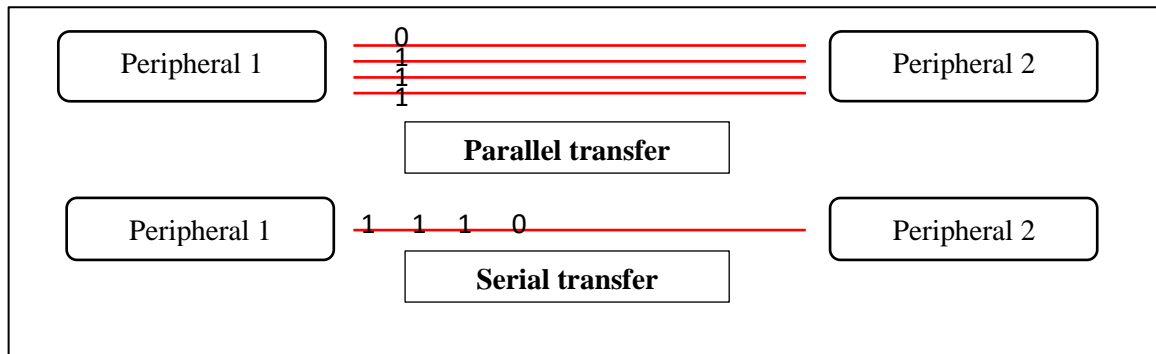 0
Peripheral 1 1 Peripheral 2
1
1
Parallel transfer
Peripheral 1 1 1 1 0 Peripheral 2
Serial transfer